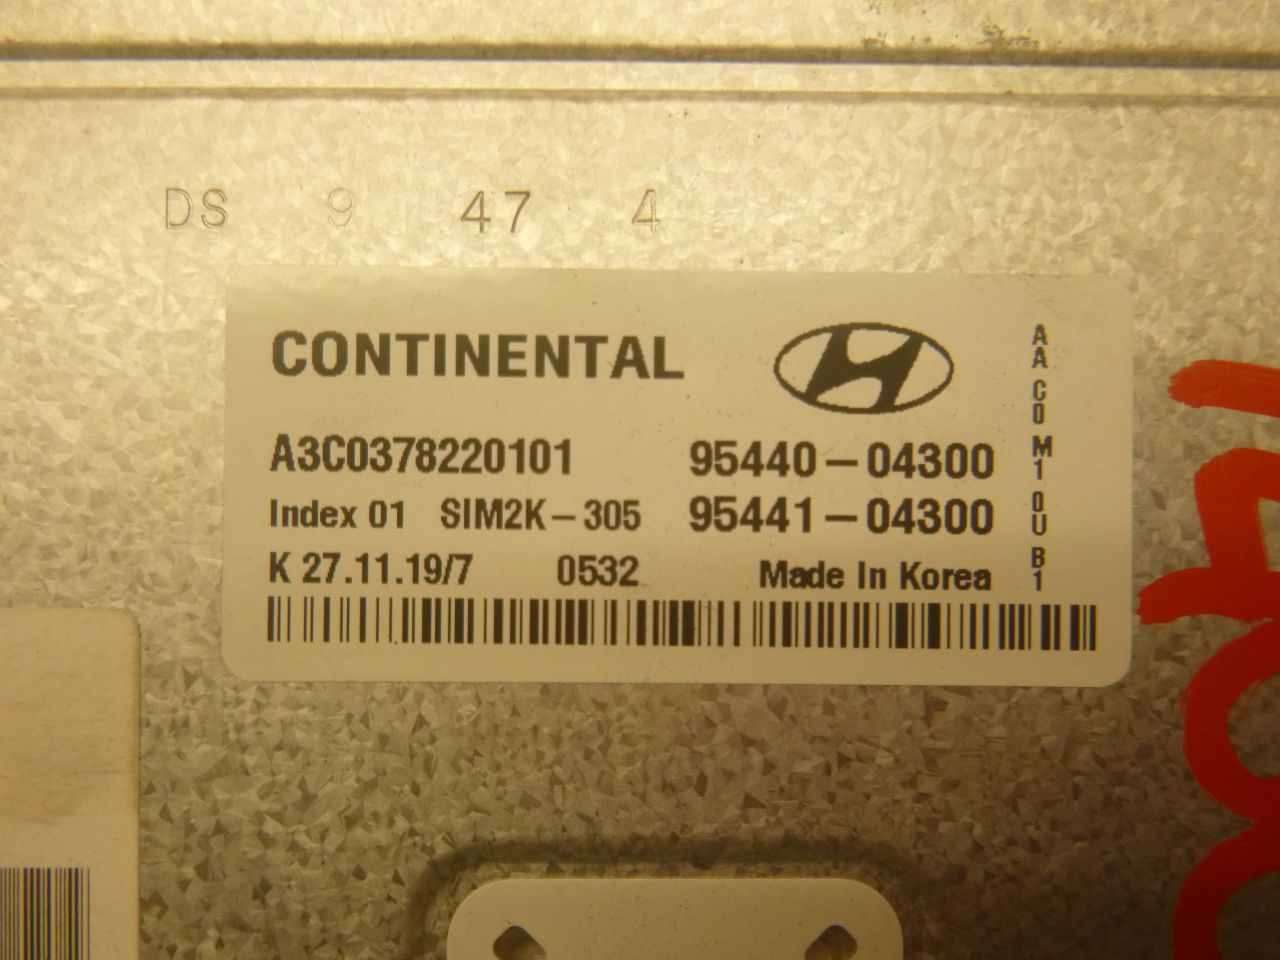 DS 9 47 4
CONTINENTAL
A3C0378220101 95440-04300
Index 01 SIM2K-305 95441-04300
K 27.11.19/7 0532 Made In Korea
AA C0 M1 0U B1